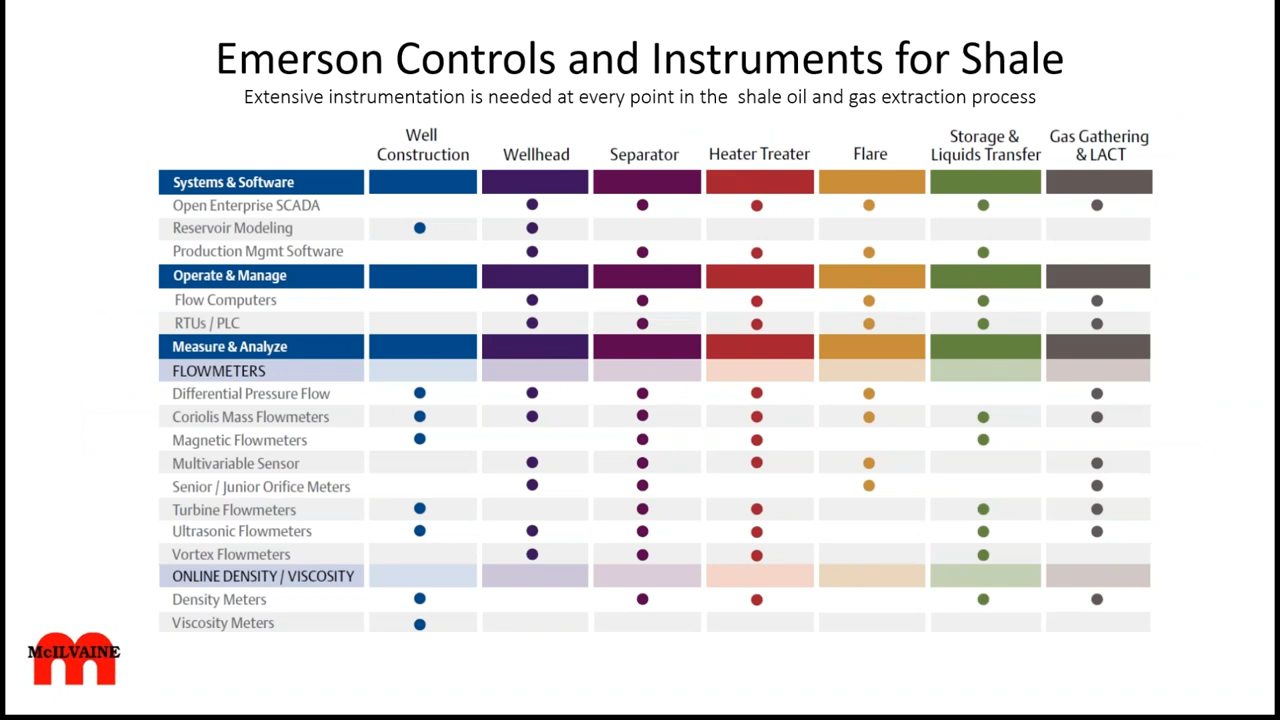 Emerson Controls and Instruments for Shale
Extensive instrumentation is needed at every point in the shale oil and gas extraction process
Well Construction
Wellhead
Separator
Heater Treater
Flare
Storage & Liquids Transfer
Gas Gathering & LACT
Systems & Software
Open Enterprise SCADA
Reservoir Modeling
Production Mgmt Software
Operate & Manage
Flow Computers
RTUs / PLC
Measure & Analyze
FLOWMETERS
Differential Pressure Flow
Coriolis Mass Flowmeters
Magnetic Flowmeters
Multivariable Sensor
Senior / Junior Orifice Meters
Turbine Flowmeters
Ultrasonic Flowmeters
Vortex Flowmeters
ONLINE DENSITY / VISCOSITY
Density Meters
Viscosity Meters
McILVAINE